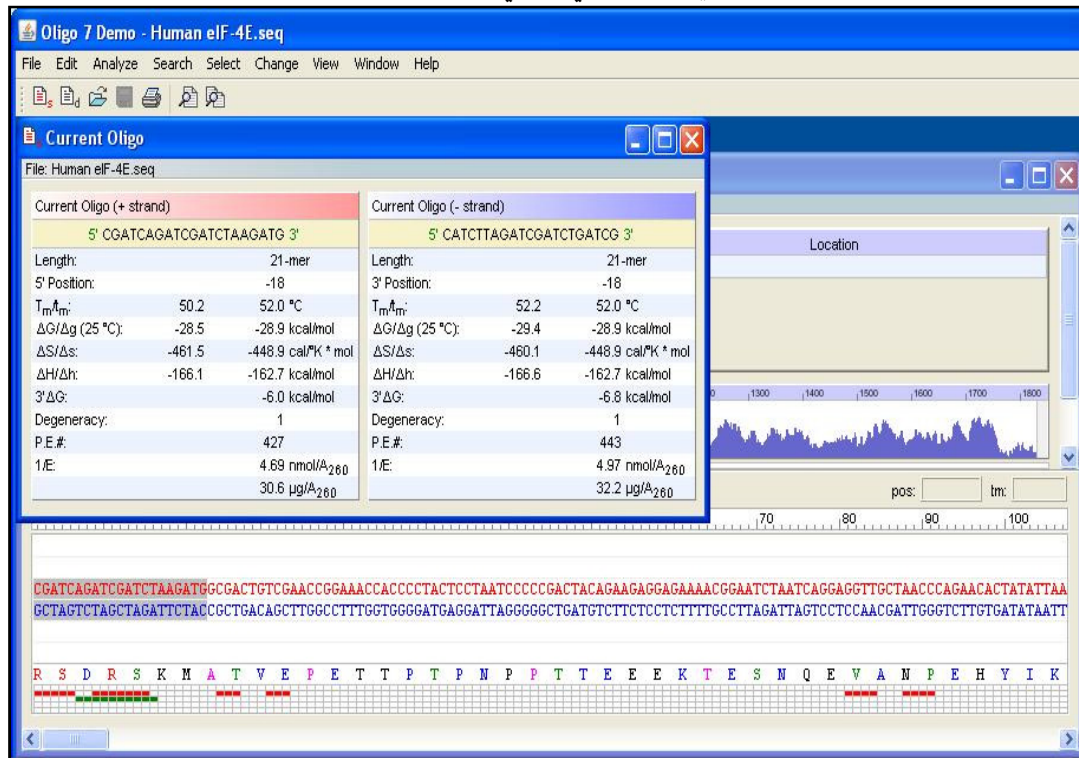 Oligo 7 Demo - Human eIF-4E.seq
File Edit Analyze Search Select Change View Window Help
Current Oligo
File: Human eIF-4E.seq
Current Oligo (+ strand)
5' CGATCAGATCGATCTAAGATG 3'
Length: 21-mer
5' Position: -18
Tm/tm: 50.2 52.0 °C
ΔG/Δg (25 °C): -28.5 -28.9 kcal/mol
ΔS/Δs: -461.5 -448.9 cal/°K * mol
ΔH/Δh: -166.1 -162.7 kcal/mol
3'ΔG: -6.0 kcal/mol
Degeneracy: 1
P.E.#: 427
1/E: 4.69 nmol/A260
30.6 µg/A260
Current Oligo (- strand)
5' CATCTTAGATCGATCTGATCG 3'
Length: 21-mer
3' Position: -18
Tm/tm: 52.2 52.0 °C
ΔG/Δg (25 °C): -29.4 -28.9 kcal/mol
ΔS/Δs: -460.1 -448.9 cal/°K * mol
ΔH/Δh: -166.6 -162.7 kcal/mol
3'ΔG: -6.8 kcal/mol
Degeneracy: 1
P.E.#: 443
1/E: 4.97 nmol/A260
32.2 µg/A260
Location
1300 1400 1500 1600 1700 1800
pos: tm:
70 80 90 100
CGATCAGATCGATCTAAGATGGCGACTGTCGAACCGGAAACCACCCCTACTCCTAATCCCCCGACTACAGAAGAGGAGAAAACGGAATCTAATCAGGAGGTTGCTAACCCAGAACACTATATTAA
GCTAGTCTAGCTAGATTCTACCGCTGACAGCTTGGCCTTTGGTGGGGATGAGGATTAGGGGGCTGATGTCTTCTCCTCTTTTGCCTTAGATTAGTCCTCCAACGATTGGGTCTTGTGATATAATT
R S D R S K M A T V E P E T T P T P N P P T T E E E K T E S N Q E V A N P E H Y I K